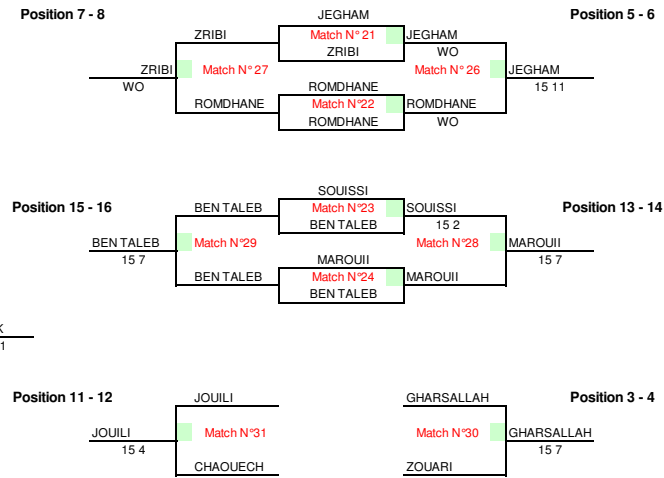 Position 7 - 8
JEGHAM
Position 5 - 6
ZRIBI
Match N° 21
JEGHAM
ZRIBI
WO
ZRIBI
Match N° 27
Match N° 26
JEGHAM
WO
ROMDHANE
15 11
ROMDHANE
Match N°22
ROMDHANE
ROMDHANE
WO
SOUISSI
Position 15 - 16
BEN TALEB
Match N°23
SOUISSI
Position 13 - 14
BEN TALEB
15 2
BEN TALEB
Match N°29
Match N°28
MAROUII
15 7
MAROUII
15 7
BEN TALEB
Match N°24
MAROUII
BEN TALEB
K
1
Position 11 - 12
JOUILI
GHARSALLAH
Position 3 - 4
JOUILI
Match N°31
Match N°30
GHARSALLAH
15 4
15 7
CHAOUECH
ZOUARI